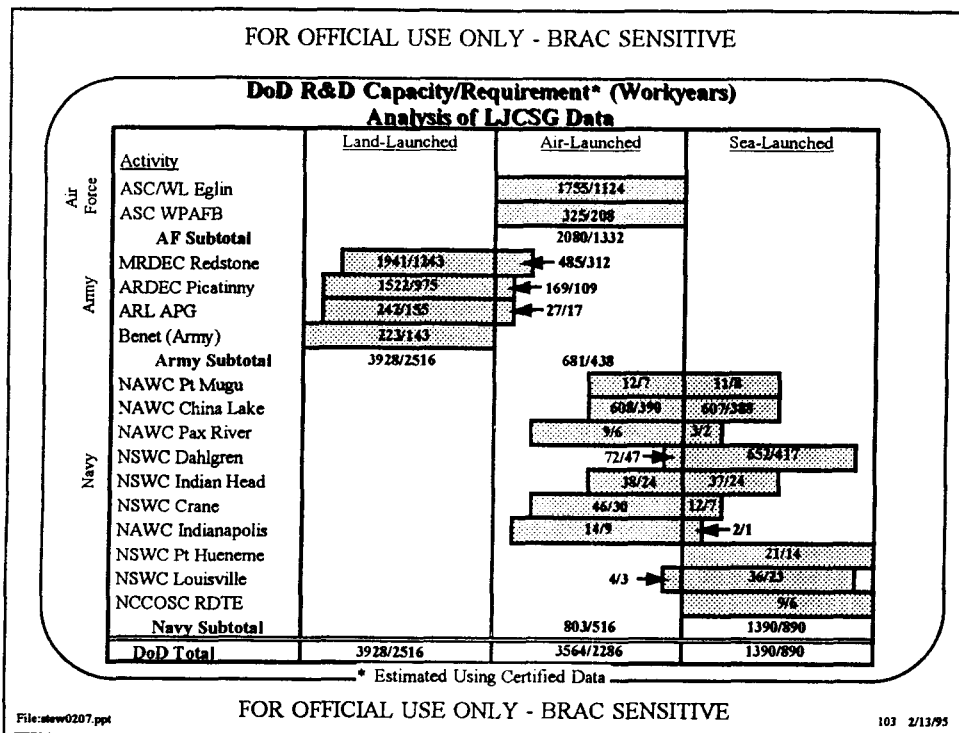 FOR OFFICIAL USE ONLY - BRAC SENSITIVE
DoD R&D Capacity/Requirement* (Workyears)
Analysis of LJCSG Data
Activity Land-Launched Air-Launched Sea-Launched
Air Force
ASC/WL Eglin 1755/1124
ASC WPAFB 325/208
AF Subtotal 2080/1332
Army
MRDEC Redstone 1941/1243 485/312
ARDEC Picatinny 1522/975 169/109
ARL APG 242/155 27/17
Benet (Army) 223/143
Army Subtotal 3928/2516 681/438
Navy
NAWC Pt Mugu 12/7 11/8
NAWC China Lake 608/390 607/388
NAWC Pax River 9/6 3/2
NSWC Dahlgren 72/47 652/417
NSWC Indian Head 38/24 37/24
NSWC Crane 46/30 12/7
NAWC Indianapolis 14/9 2/1
NSWC Pt Hueneme 21/14
NSWC Louisville 4/3 36/23
NCCOSC RDTE 9/6
Navy Subtotal 803/516 1390/890
DoD Total 3928/2516 3564/2286 1390/890
* Estimated Using Certified Data
FOR OFFICIAL USE ONLY - BRAC SENSITIVE
File:stew0207.ppt
103 2/13/95